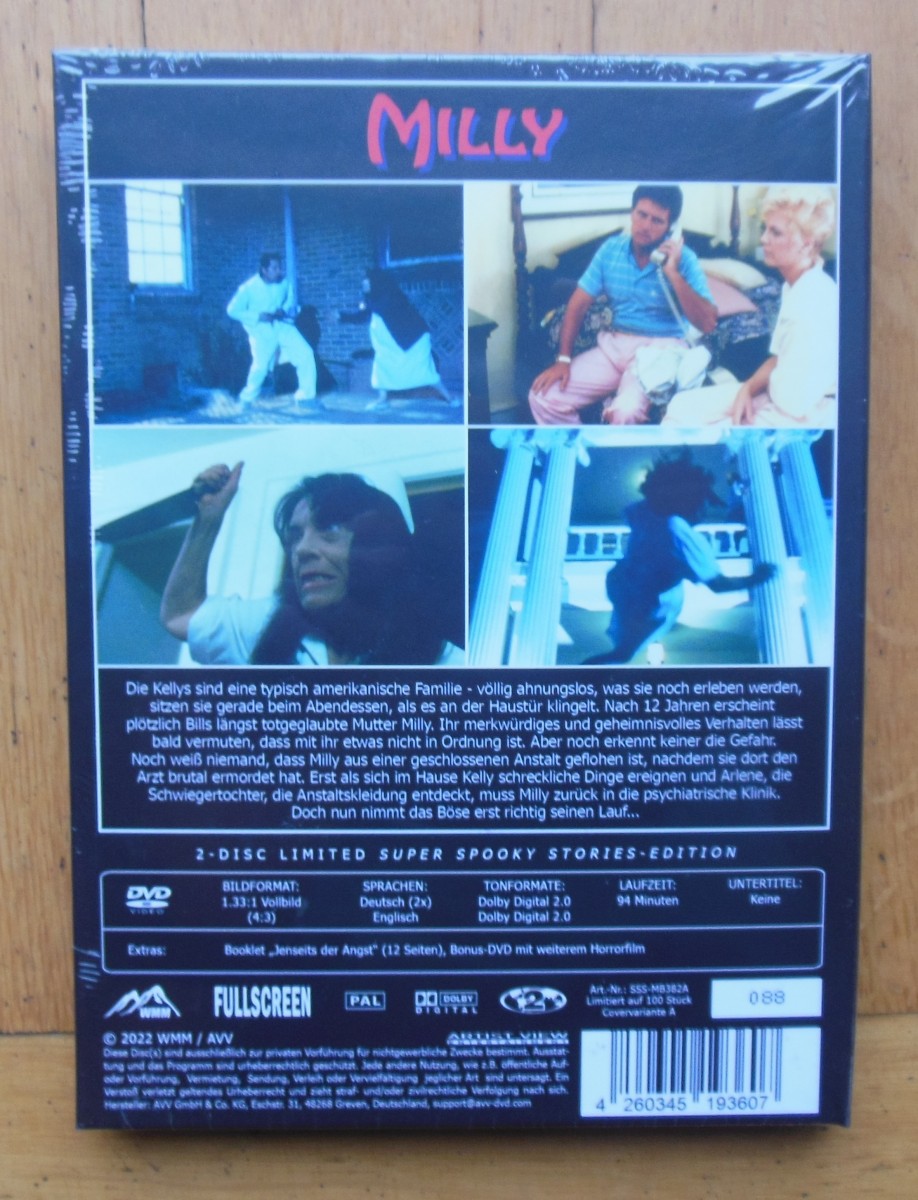 MILLY
Die Kellys sind eine typisch amerikanische Familie - völlig ahnungslos, was sie noch erleben werden,
sitzen sie gerade beim Abendessen, als es an der Haustür klingelt. Nach 12 Jahren erscheint
plötzlich Bills längst totgeglaubte Mutter Milly. Ihr merkwürdiges und geheimnisvolles Verhalten lässt
bald vermuten, dass mit ihr etwas nicht in Ordnung ist. Aber noch erkennt keiner die Gefahr.
Noch weiß niemand, dass Milly aus einer geschlossenen Anstalt geflohen ist, nachdem sie dort den
Arzt brutal ermordet hat. Erst als sich im Hause Kelly schreckliche Dinge ereignen und Arlene, die
Schwiegertochter, die Anstaltskleidung entdeckt, muss Milly zurück in die psychiatrische Klinik.
Doch nun nimmt das Böse erst richtig seinen Lauf...
2-DISC LIMITED SUPER SPOOKY STORIES-EDITION
DVD VIDEO
BILDFORMAT: 1.33:1 Vollbild (4:3)
SPRACHEN: Deutsch (2x) Englisch
TONFORMATE: Dolby Digital 2.0 Dolby Digital 2.0
LAUFZEIT: 94 Minuten
UNTERTITEL: Keine
Extras: Booklet „Jenseits der Angst“ (12 Seiten), Bonus-DVD mit weiterem Horrorfilm
WMM FULLSCREEN PAL DOLBY DIGITAL 2
Art.-Nr.: SSS-MB382A
Limitiert auf 100 Stück
Covervariante A
088
© 2022 WMM / AVV
ARTIST VIEW
ENTERTAINMENT
Diese Disc(s) sind ausschließlich zur privaten Vorführung für nichtgewerbliche Zwecke bestimmt. Ausstat-
tung und das Programm sind urheberrechtlich geschützt. Jede andere Nutzung, wie z.B. öffentliche Auf-
oder Vorführung, Vermietung, Sendung, Verleih oder Vervielfältigung jeglicher Art sind untersagt. Ein
Verstoß verletzt geltendes Urheberrecht und zieht straf- und/oder zivilrechtliche Verfolgung nach sich.
Hersteller: AVV GmbH & Co. KG, Eschstr. 31, 48268 Greven, Deutschland, support@avv-dvd.com
4 260345 193607